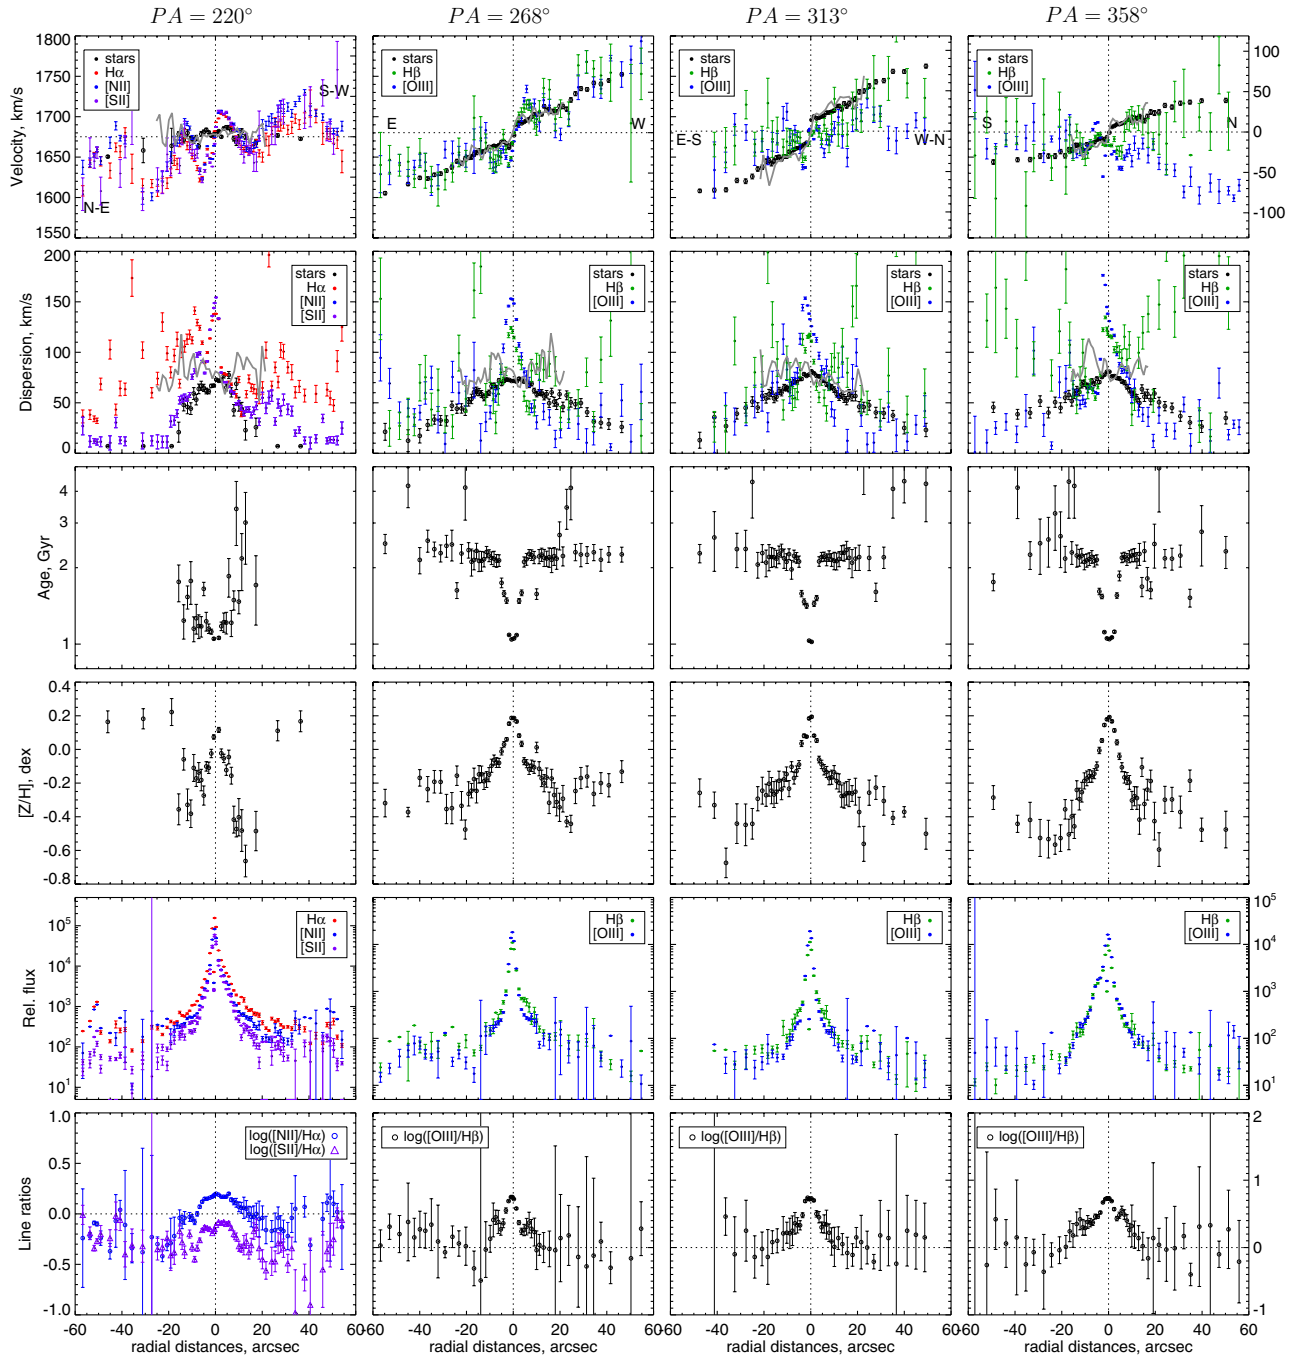 PA = 220° PA = 268° PA = 313° PA = 358°
1800 1750 1700 1650 1600 1550
Velocity, km/s
stars
Hα
[NII]
[SII]
S-W
N-E
stars
Hβ
[OIII]
E
W
stars
Hβ
[OIII]
E-S
W-N
stars
Hβ
[OIII]
S
N
100 50 0 -50 -100
200 150 100 50 0
Dispersion, km/s
stars
Hα
[NII]
[SII]
stars
Hβ
[OIII]
stars
Hβ
[OIII]
stars
Hβ
[OIII]
4 3 2 1
Age, Gyr
0.4 0.2 0.0 -0.2 -0.4 -0.6 -0.8
[Z/H], dex
10⁵ 10⁴ 10³ 10² 10¹
Rel. flux
Hα
[NII]
[SII]
Hβ
[OIII]
Hβ
[OIII]
Hβ
[OIII]
10⁵ 10⁴ 10³ 10² 10¹
1.0 0.5 0.0 -0.5 -1.0
Line ratios
log([NII]/Hα)
log([SII]/Hα)
log([OIII]/Hβ)
log([OIII]/Hβ)
log([OIII]/Hβ)
2 1 0 -1
-60 -40 -20 0 20 40 60 -60 -40 -20 0 20 40 60 -40 -20 0 20 40 60 -60 -40 -20 0 20 40 60
radial distances, arcsec radial distances, arcsec radial distances, arcsec radial distances, arcsec